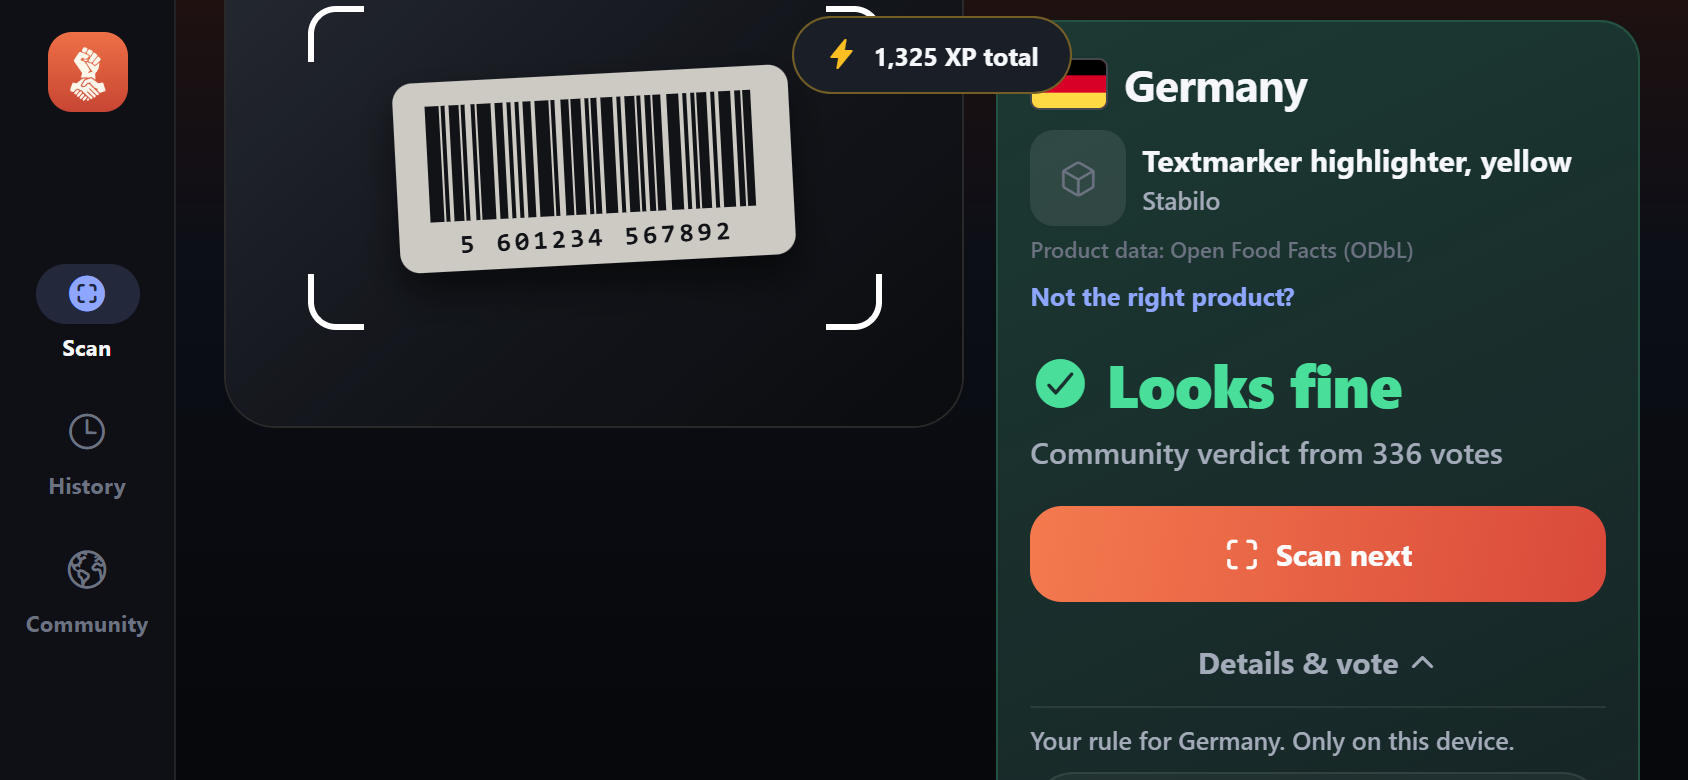 Scan
History
Community
5 601234 567892
1,325 XP total
Germany
Textmarker highlighter, yellow
Stabilo
Product data: Open Food Facts (ODbL)
Not the right product?
Looks fine
Community verdict from 336 votes
Scan next
Details & vote
Your rule for Germany. Only on this device.